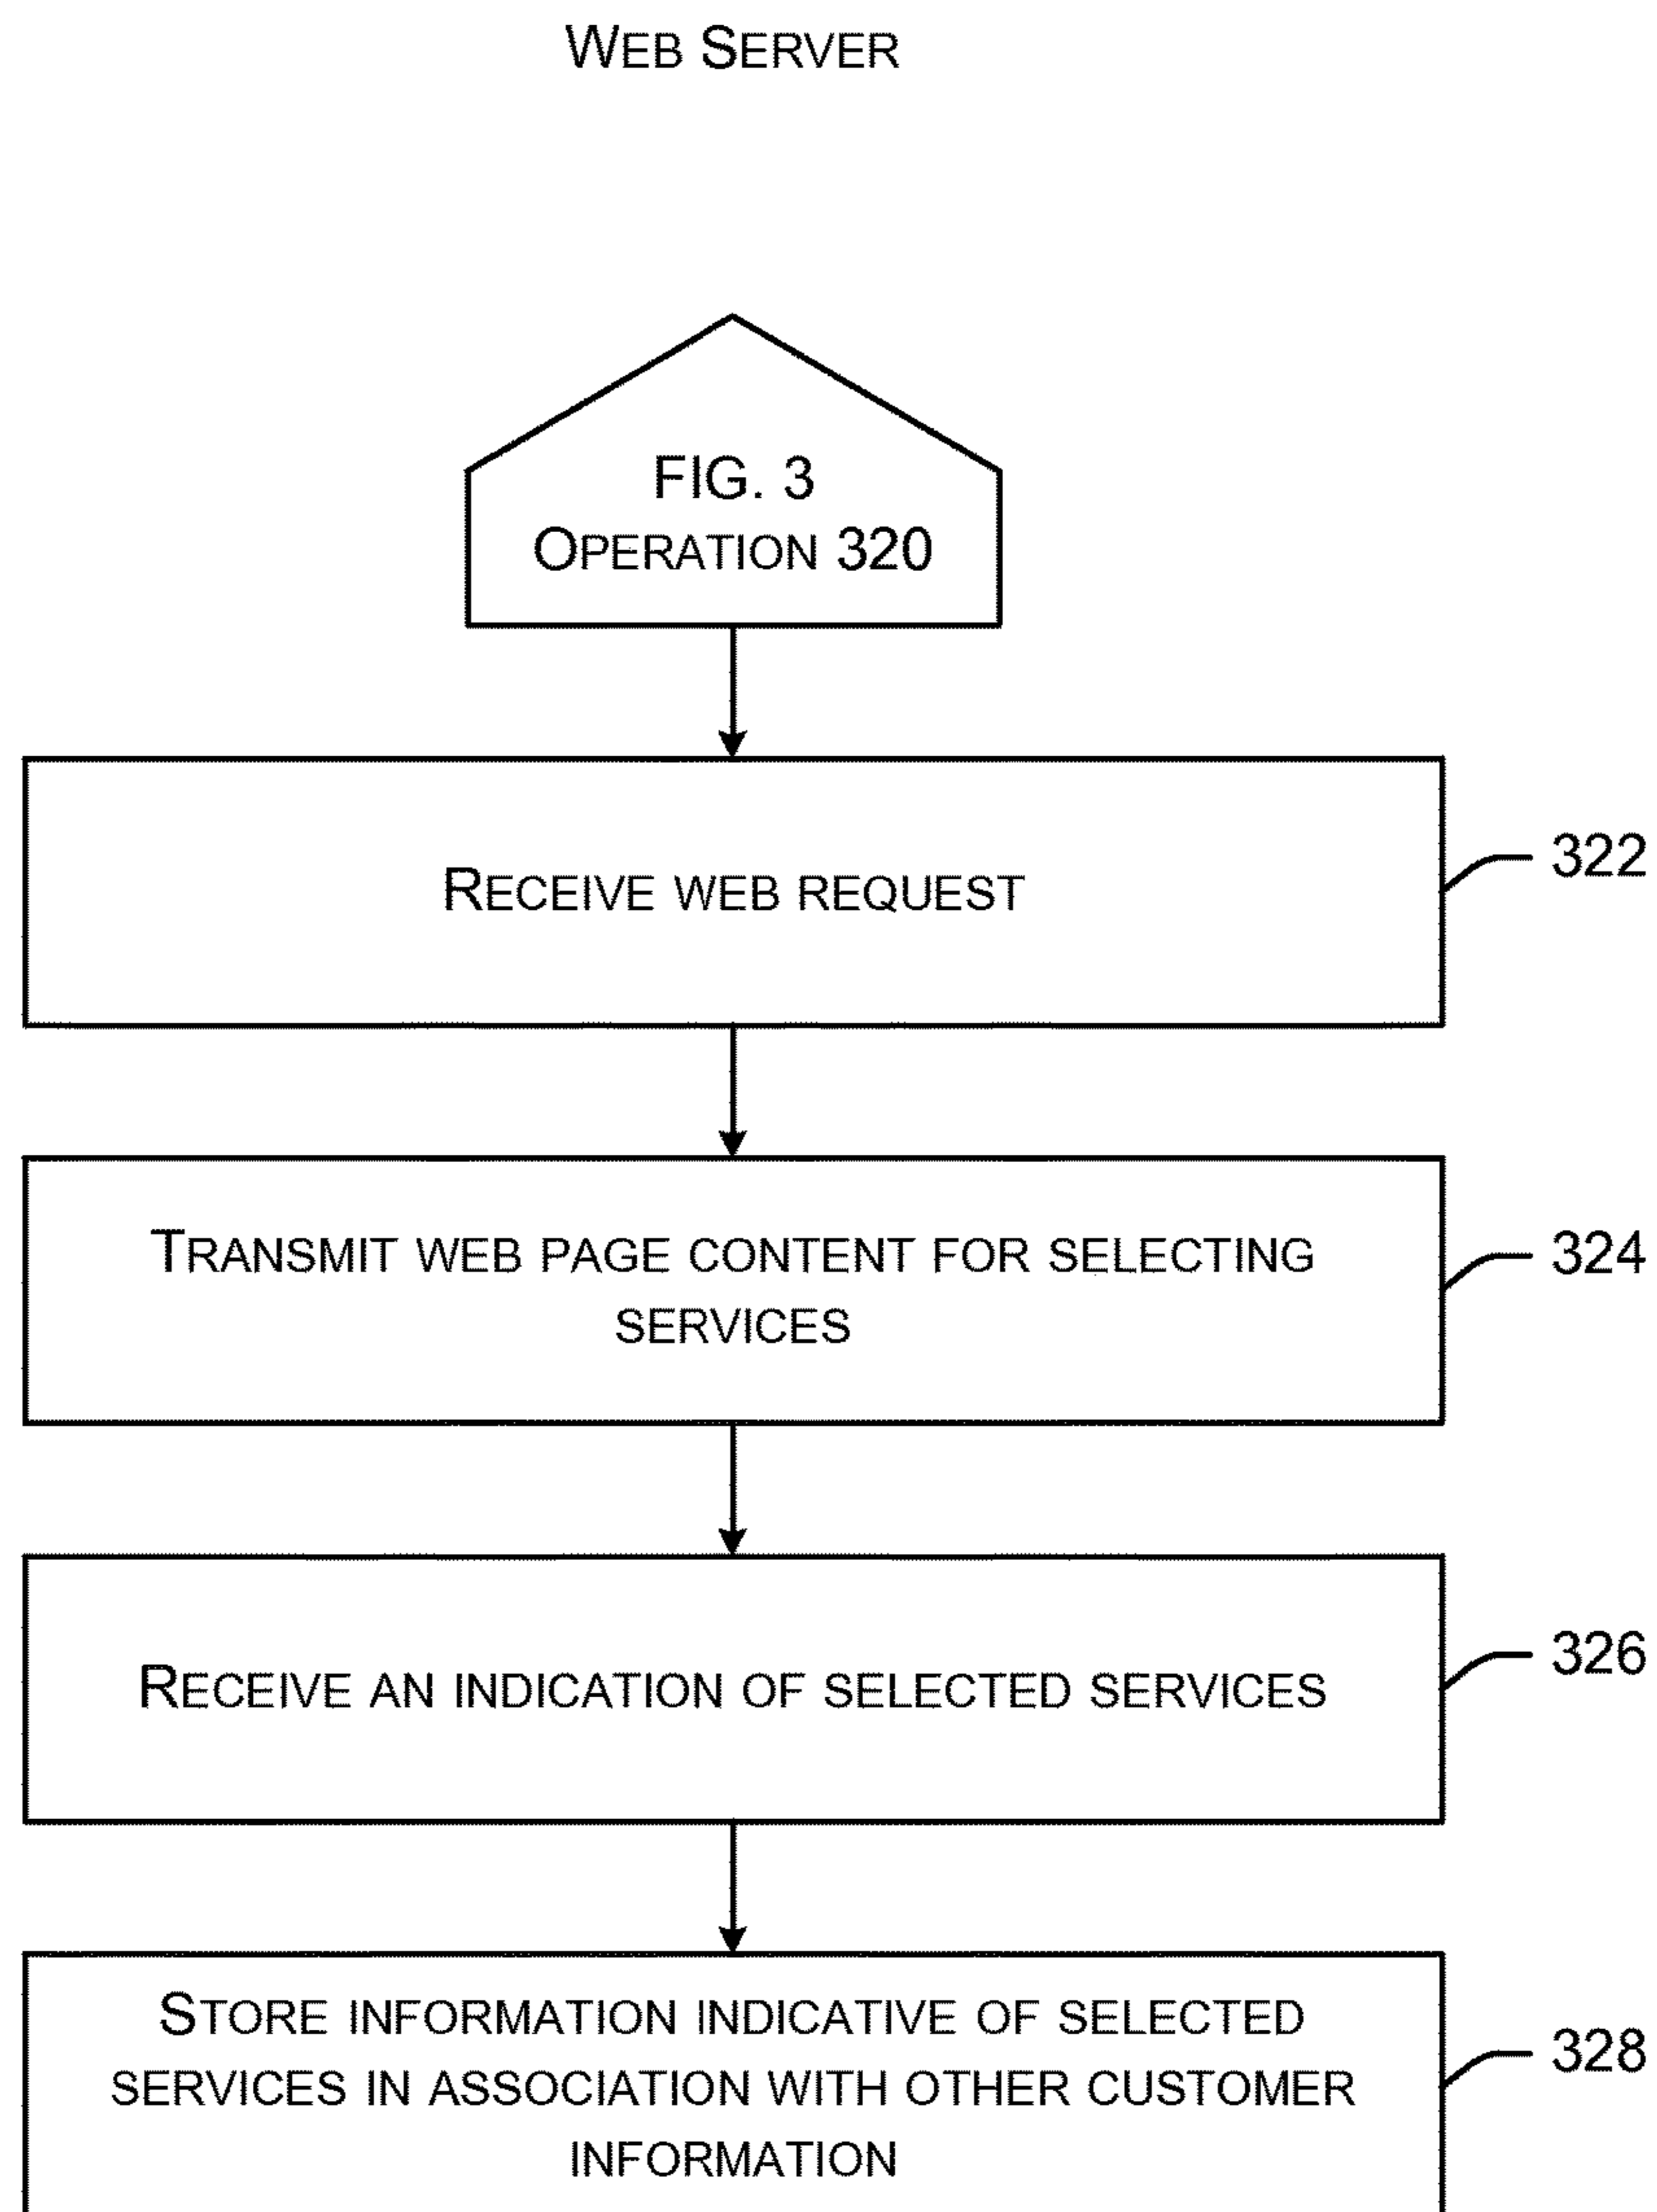 WEB SERVER
FIG. 3
OPERATION 320
RECEIVE WEB REQUEST
322
TRANSMIT WEB PAGE CONTENT FOR SELECTING
SERVICES
324
RECEIVE AN INDICATION OF SELECTED SERVICES
326
STORE INFORMATION INDICATIVE OF SELECTED
SERVICES IN ASSOCIATION WITH OTHER CUSTOMER
INFORMATION
328